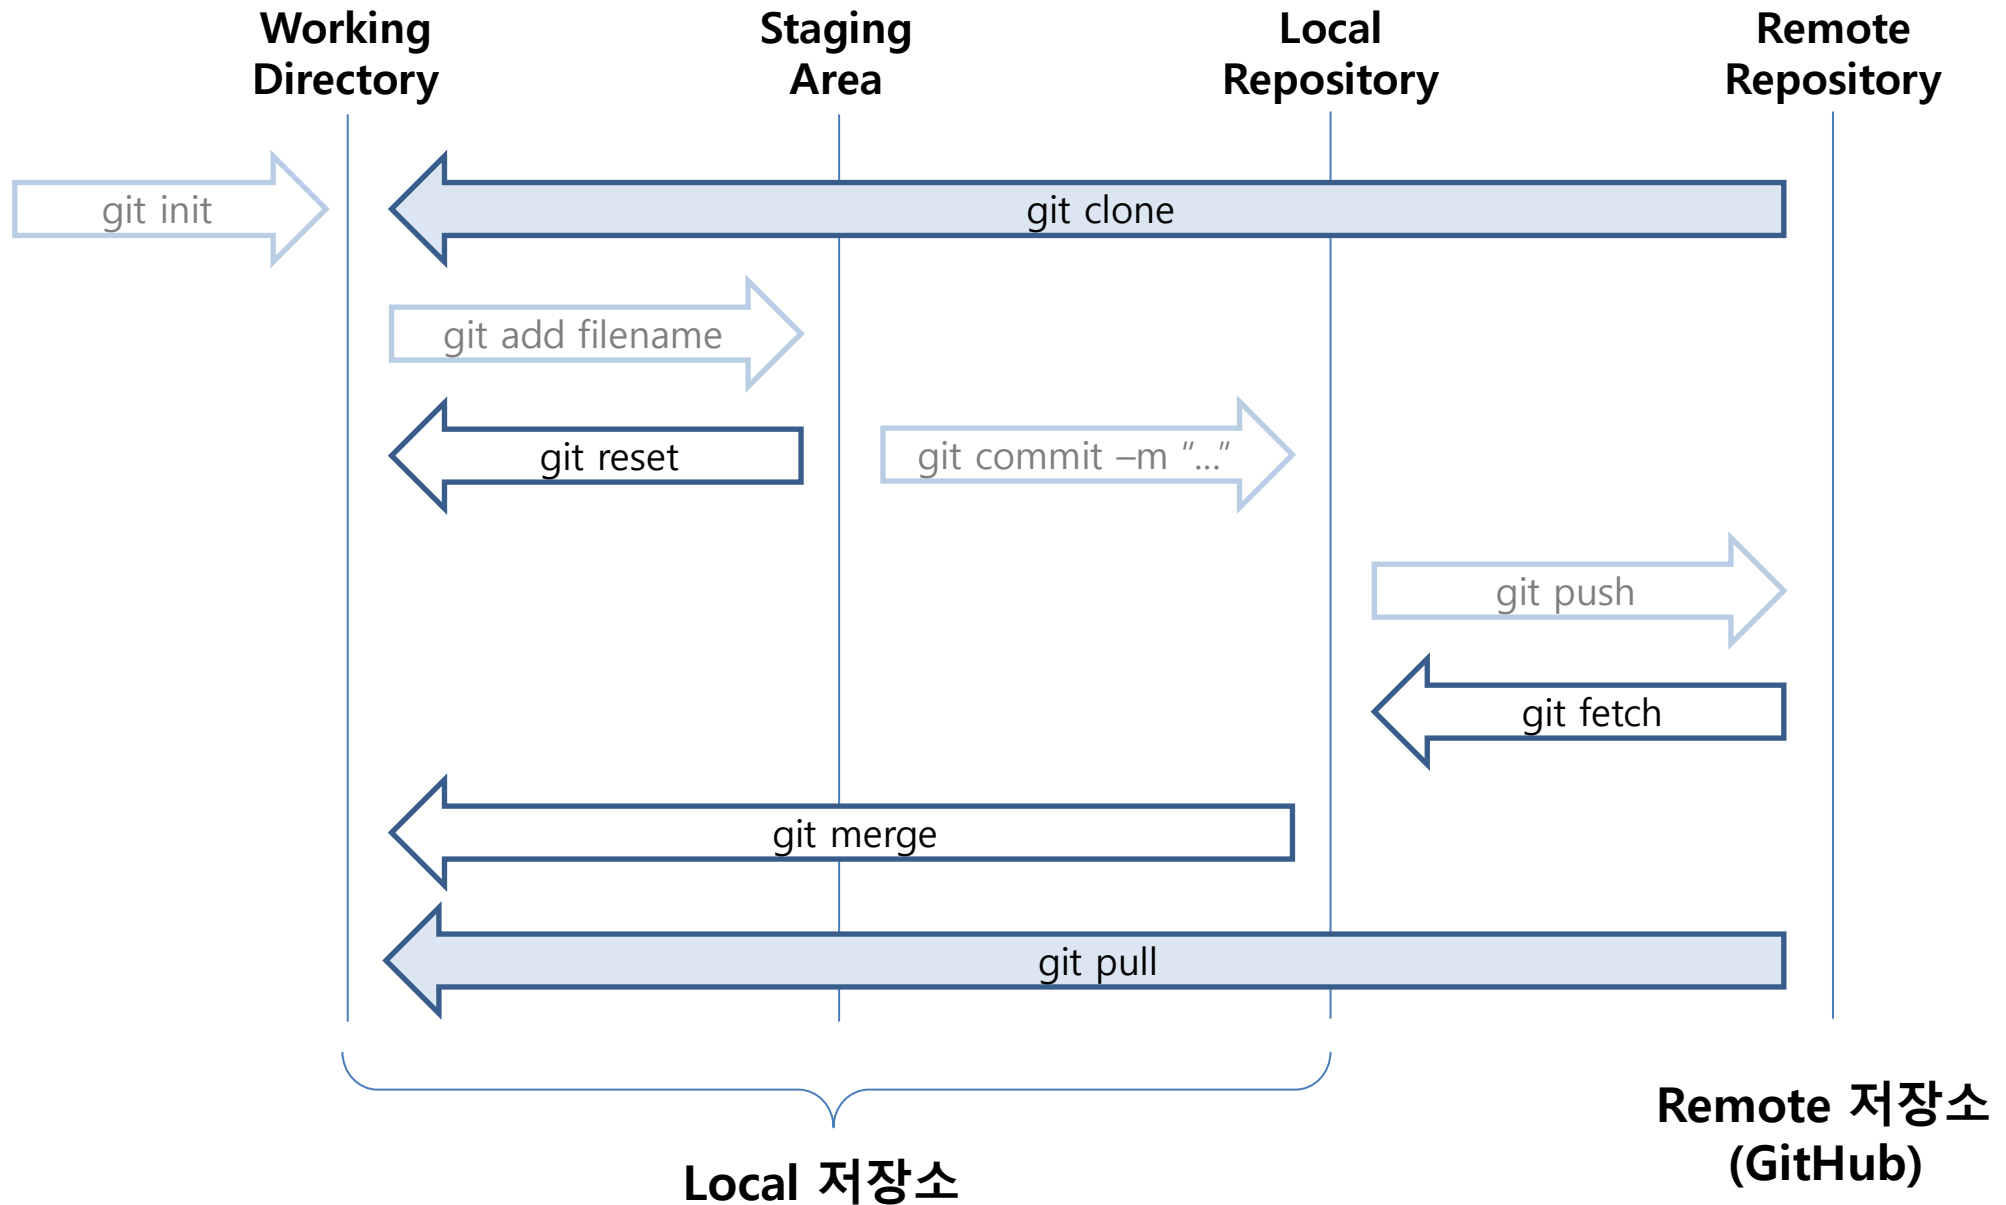 Working
Directory
Staging
Area
Local
Repository
Remote
Repository
git init
git clone
git add filename
git reset
git commit –m “…”
git push
git fetch
git merge
git pull
Local 저장소
Remote 저장소
(GitHub)